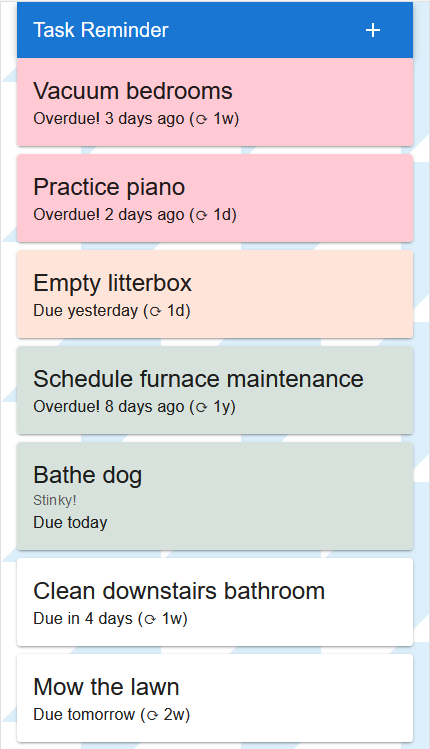 Task Reminder +
Vacuum bedrooms
Overdue! 3 days ago (⟳ 1w)
Practice piano
Overdue! 2 days ago (⟳ 1d)
Empty litterbox
Due yesterday (⟳ 1d)
Schedule furnace maintenance
Overdue! 8 days ago (⟳ 1y)
Bathe dog
Stinky!
Due today
Clean downstairs bathroom
Due in 4 days (⟳ 1w)
Mow the lawn
Due tomorrow (⟳ 2w)